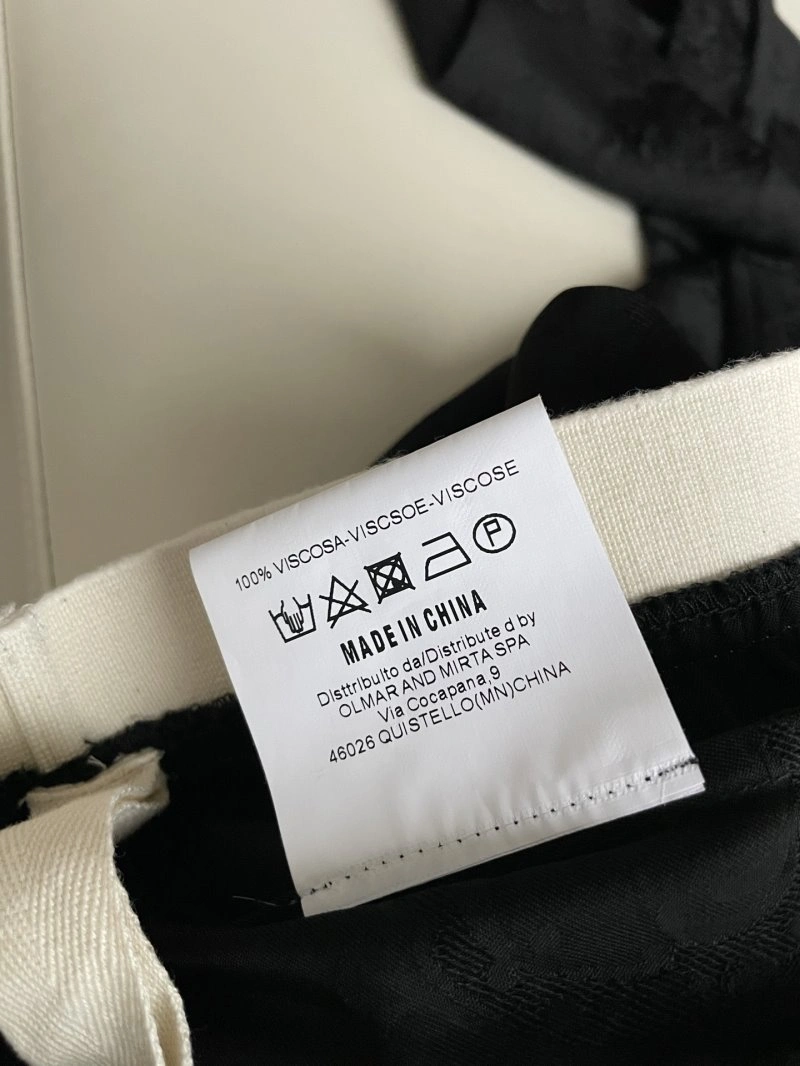 100% VISCOSA-VISCSOE-VISCOSE
P
MADE IN CHINA
Disttribuito da/Distribute d by
OLMAR AND MIRTA SPA
Via Cocapana,9
46026 QUISTELLO(MN)CHINA